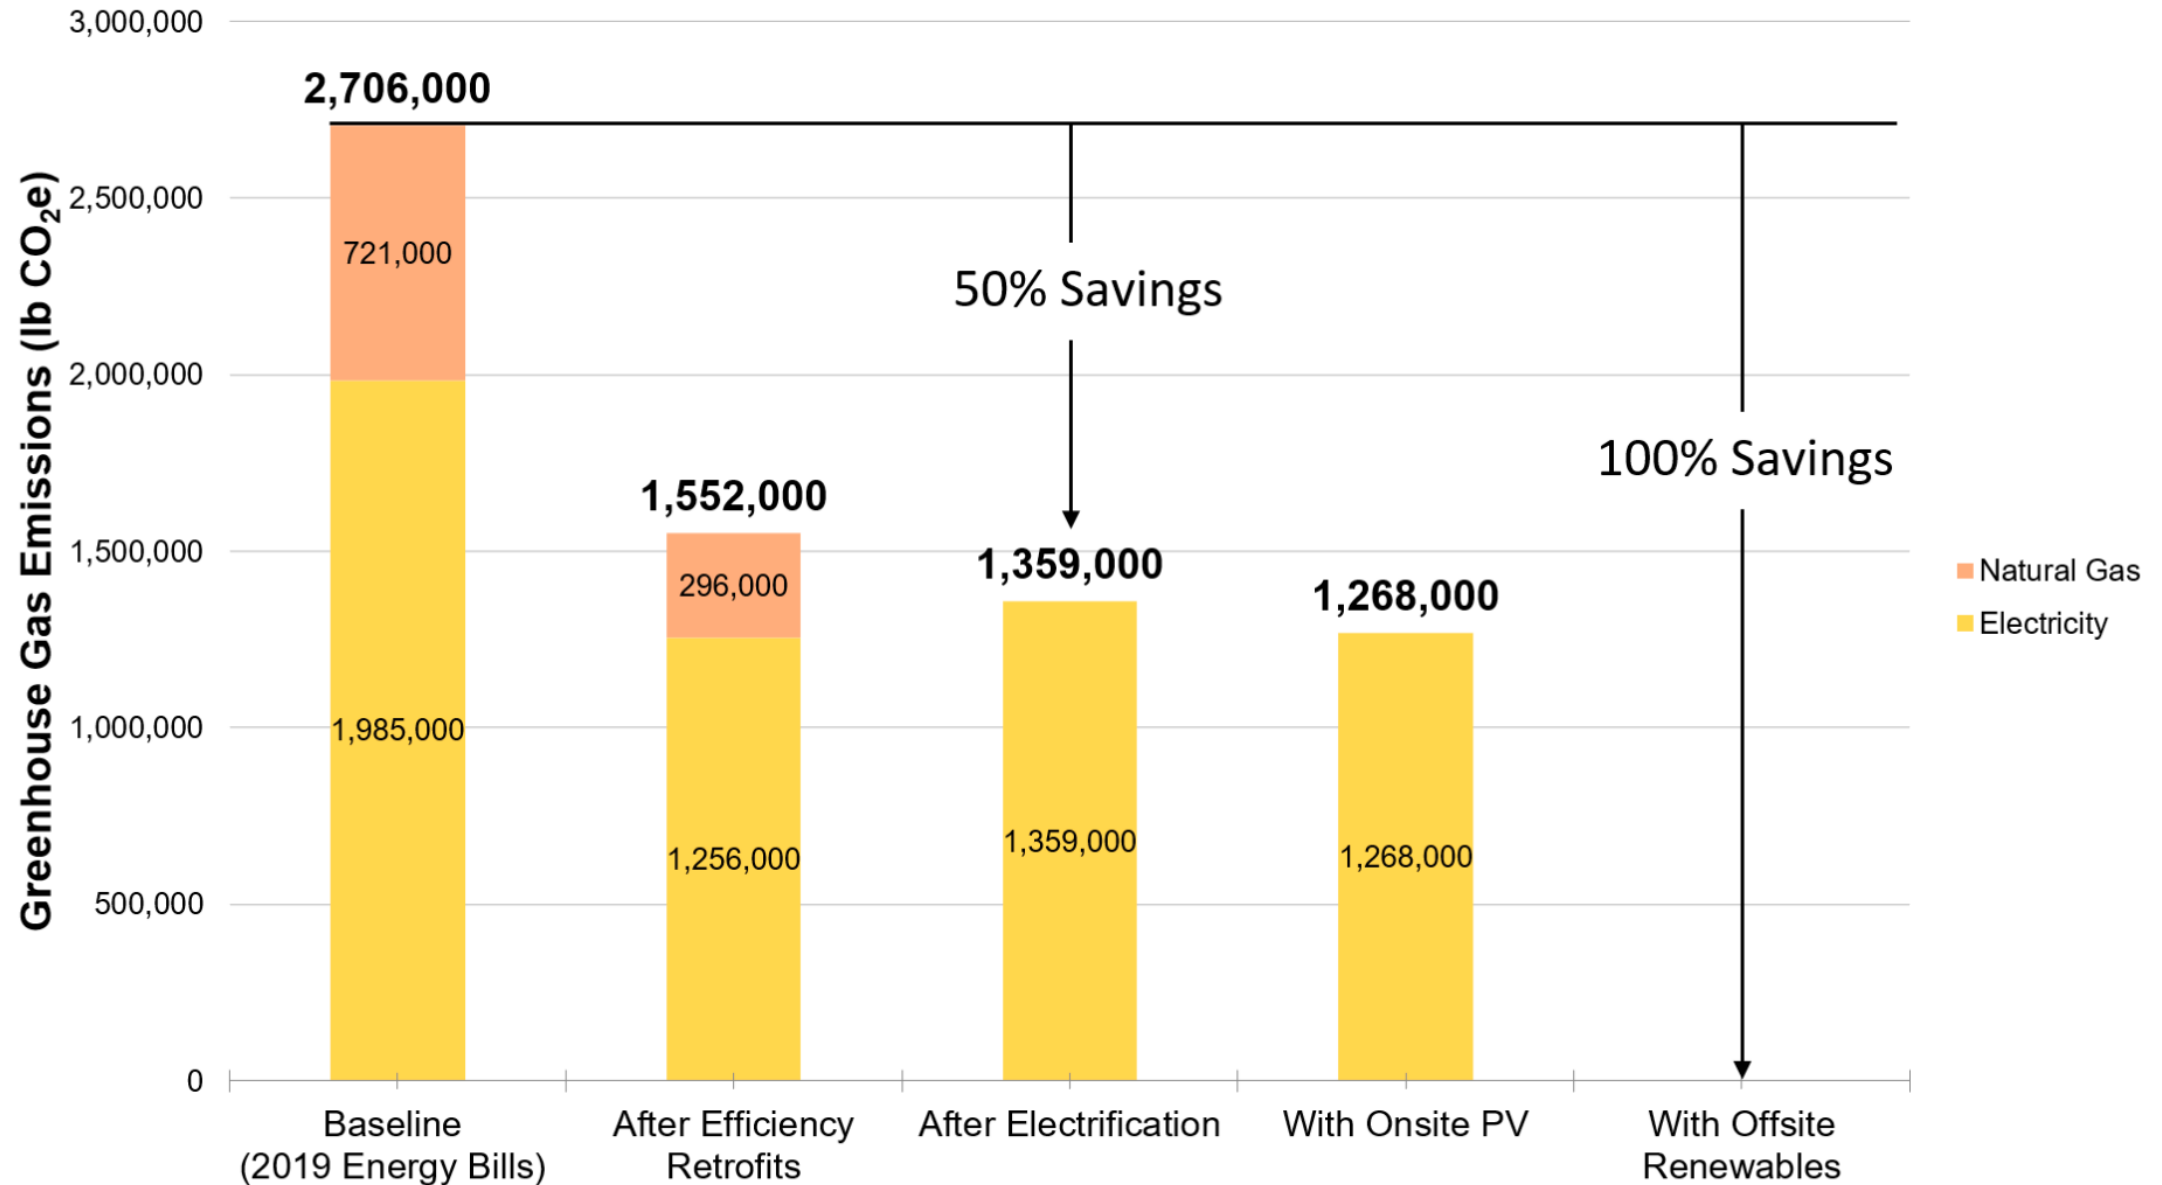 Greenhouse Gas Emissions (lb CO₂e)
3,000,000
2,500,000
2,000,000
1,500,000
1,000,000
500,000
0
2,706,000
721,000
1,985,000
1,552,000
296,000
1,256,000
50% Savings
1,359,000
1,359,000
1,268,000
1,268,000
100% Savings
Natural Gas
Electricity
Baseline
(2019 Energy Bills)
After Efficiency
Retrofits
After Electrification
With Onsite PV
With Offsite
Renewables